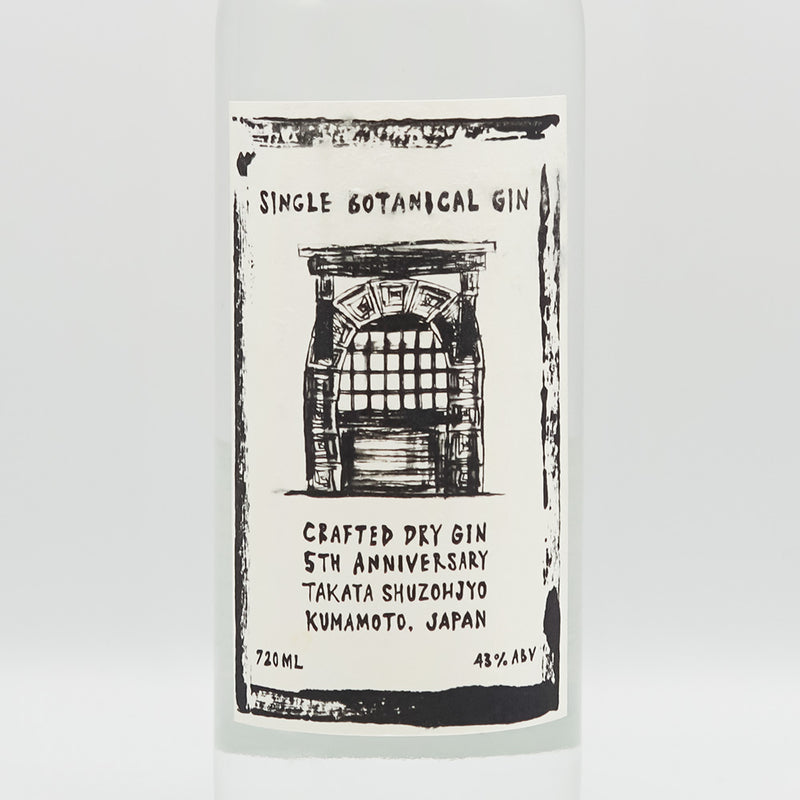 SINGLE BOTANICAL GIN
CRAFTED DRY GIN
5TH ANNIVERSARY
TAKATA SHUZOHJYO
KUMAMOTO, JAPAN
720ML
43% ABV